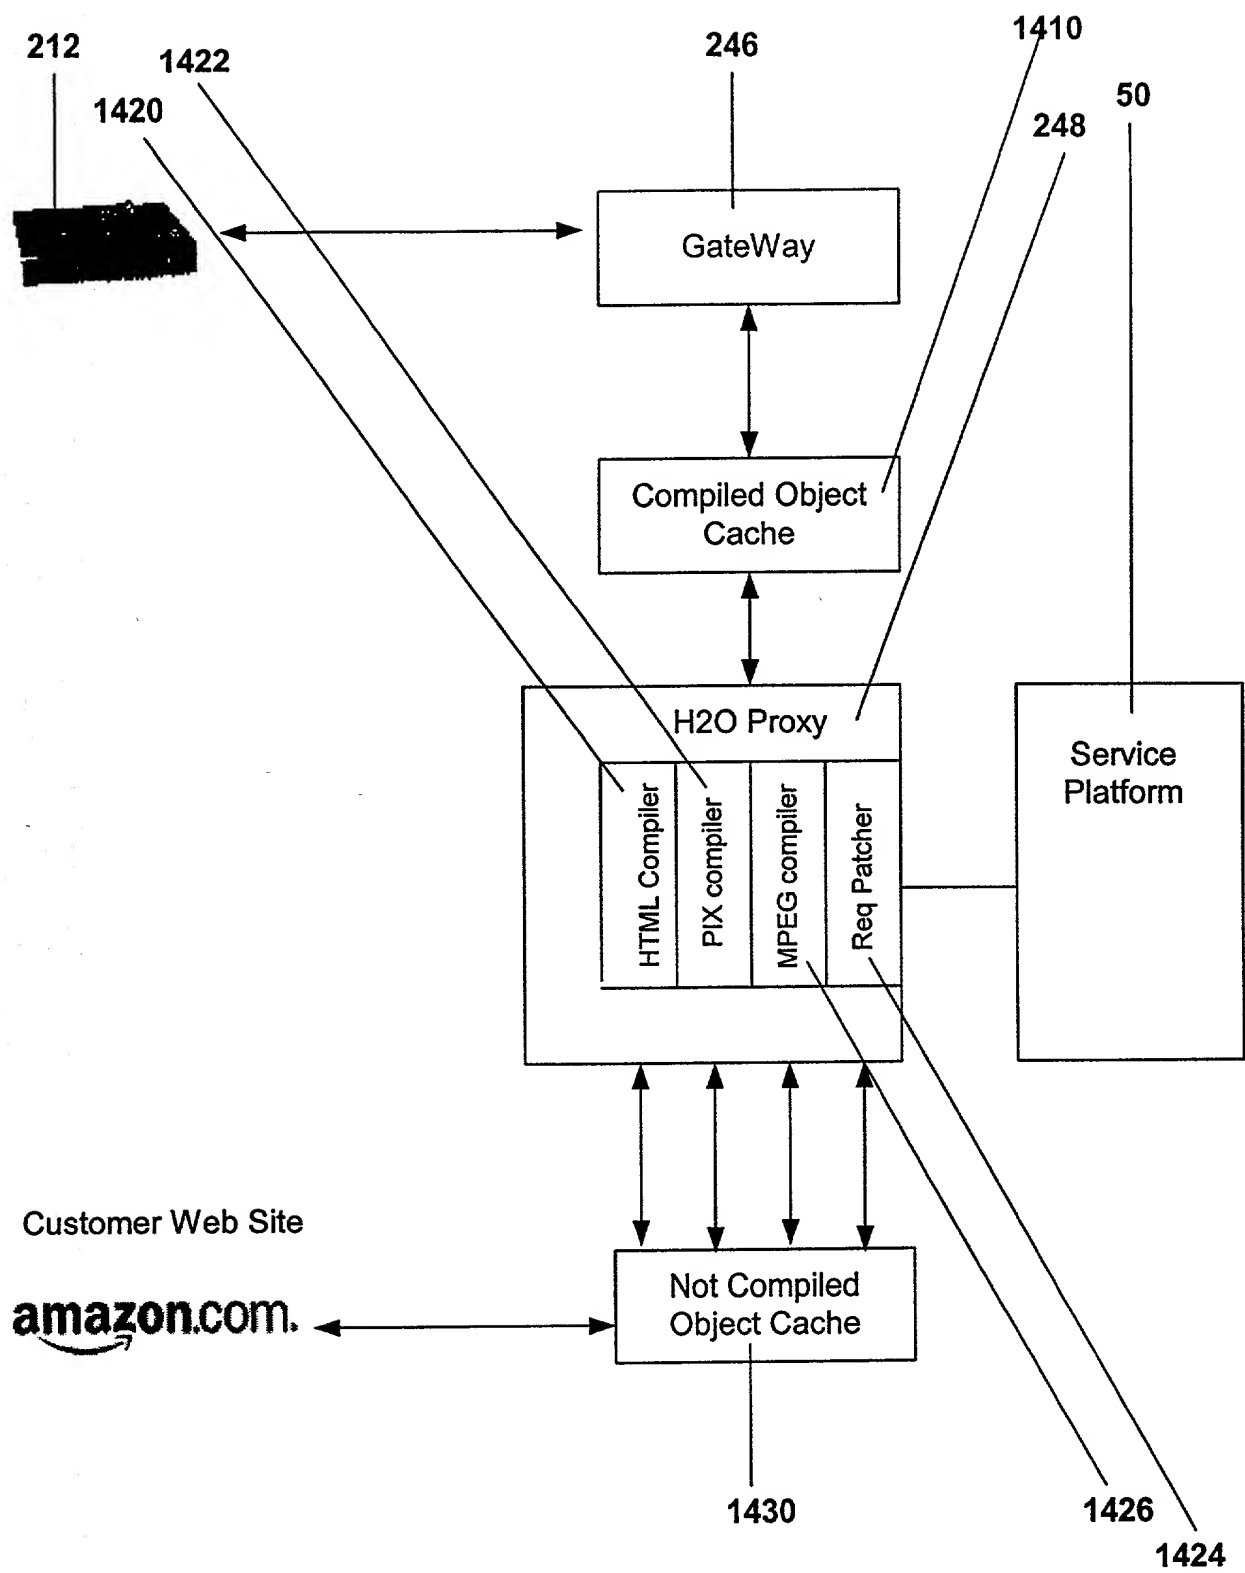 212
1422
1420
246
1410
248
50
GateWay
Compiled Object
Cache
H2O Proxy
HTML Compiler
PIX compiler
MPEG compiler
Req Patcher
Service
Platform
Customer Web Site
amazon.com.
Not Compiled
Object Cache
1430
1426
1424